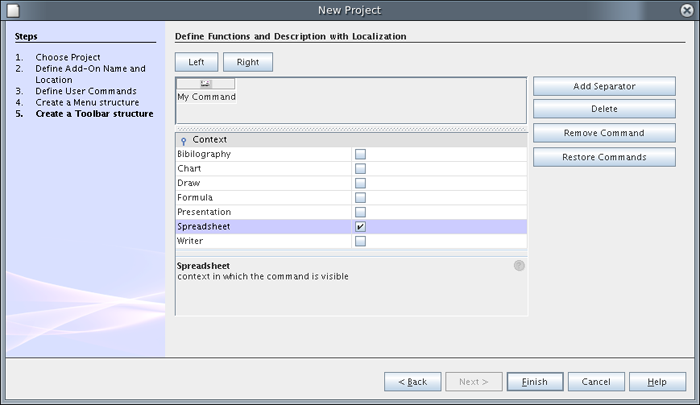 New Project
Steps
1. Choose Project
2. Define Add-On Name and
Location
3. Define User Commands
4. Create a Menu structure
5. Create a Toolbar structure
Define Functions and Description with Localization
Left Right
My Command
Add Separator
Delete
Remove Command
Restore Commands
Context
Bibilography
Chart
Draw
Formula
Presentation
Spreadsheet
Writer
Spreadsheet
context in which the command is visible
< Back Next > Finish Cancel Help